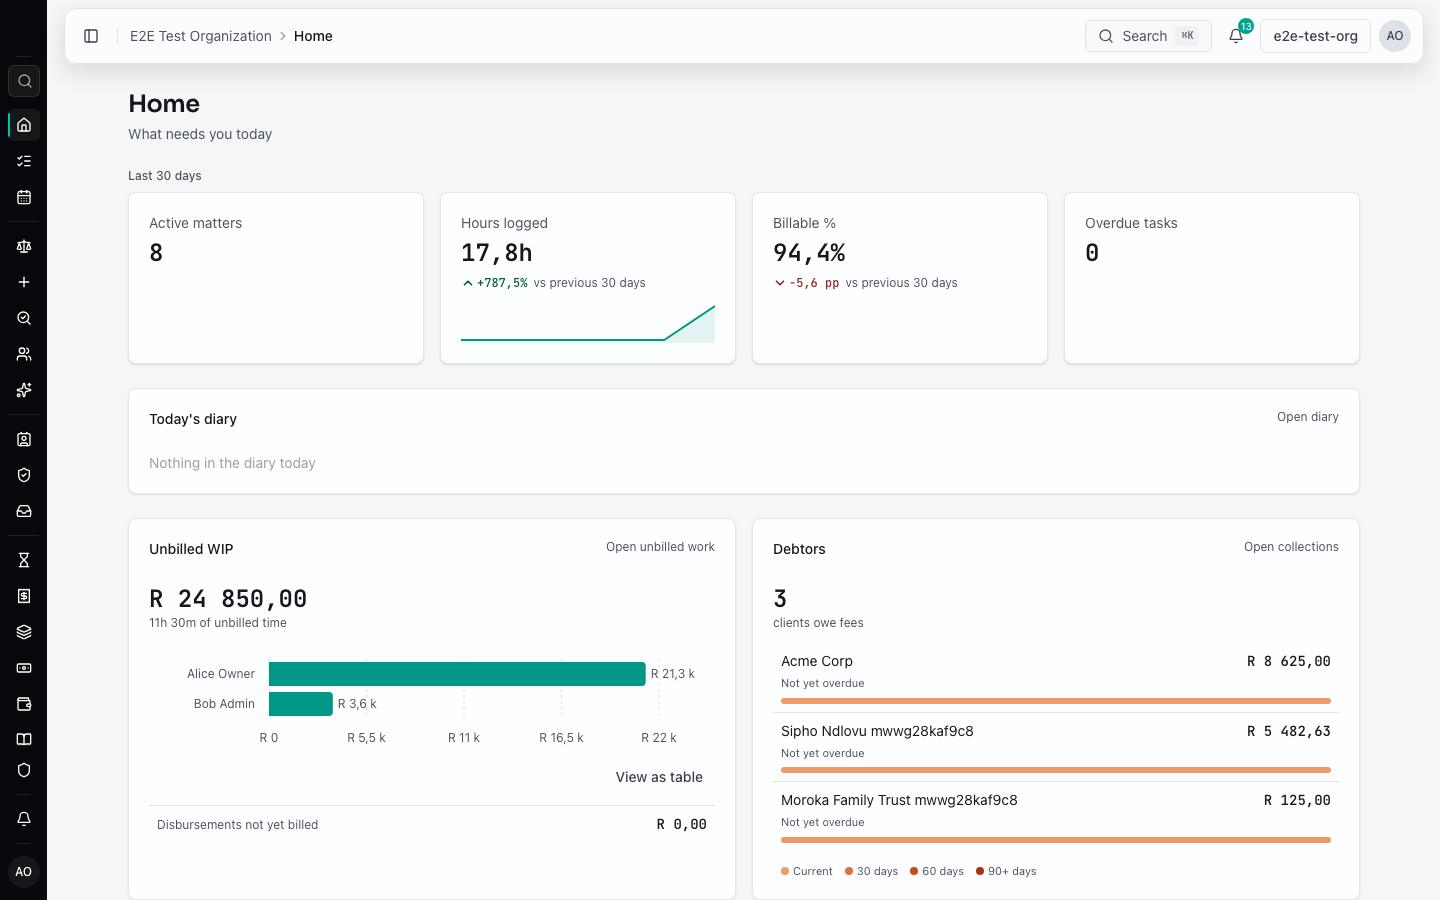 E2E Test Organization > Home
Search ⌘K
13
e2e-test-org
AO
Home
What needs you today
Last 30 days
Active matters
8
Hours logged
17,8h
+787,5% vs previous 30 days
Billable %
94,4%
-5,6 pp vs previous 30 days
Overdue tasks
0
Today's diary
Open diary
Nothing in the diary today
Unbilled WIP
Open unbilled work
R 24 850,00
11h 30m of unbilled time
Alice Owner
R 21,3 k
Bob Admin
R 3,6 k
R 0 R 5,5 k R 11 k R 16,5 k R 22 k
View as table
Disbursements not yet billed
R 0,00
Debtors
Open collections
3
clients owe fees
Acme Corp
R 8 625,00
Not yet overdue
Sipho Ndlovu mwwg28kaf9c8
R 5 482,63
Not yet overdue
Moroka Family Trust mwwg28kaf9c8
R 125,00
Not yet overdue
Current 30 days 60 days 90+ days
AO